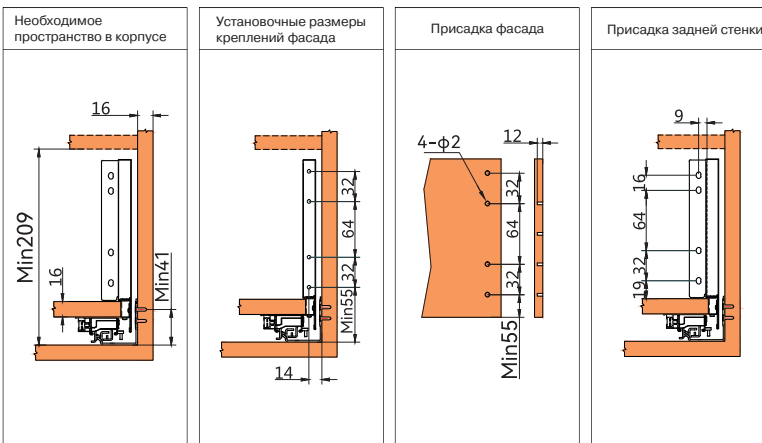 Необходимое
пространство в корпусе
16
Min209
16
Min41
Установочные размеры
креплений фасада
32
64
32
Min55
14
Присадка фасада
12
4-ф2
32
64
32
Min55
Присадка задней стенки
9
16
64
32
19